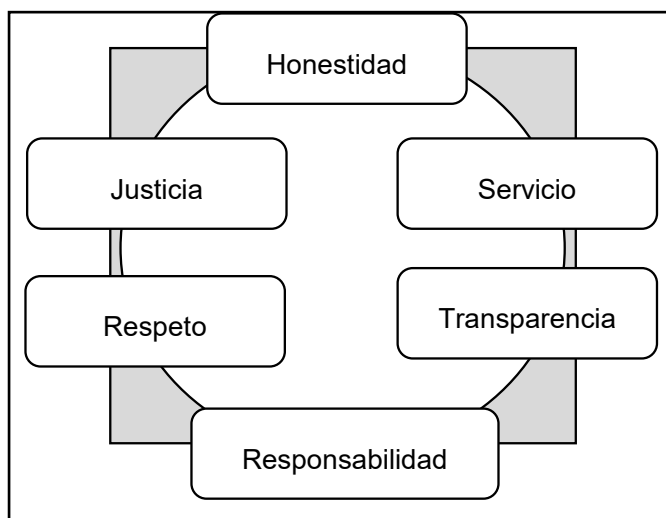 Honestidad
Justicia
Servicio
Respeto
Transparencia
Responsabilidad